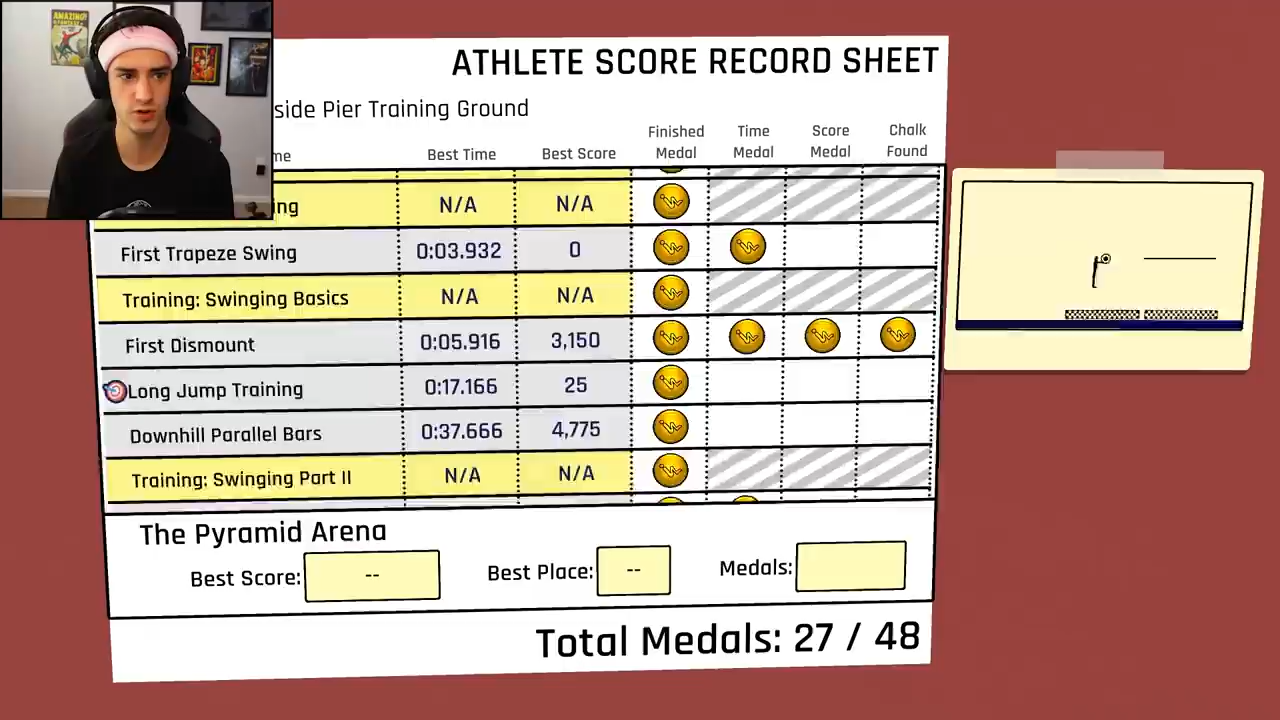 AMAZING!
ATHLETE SCORE RECORD SHEET
side Pier Training Ground
me Best Time Best Score Finished Medal Time Medal Score Medal Chalk Found
ng N/A N/A
First Trapeze Swing 0:03.932 0
Training: Swinging Basics N/A N/A
First Dismount 0:05.916 3,150
Long Jump Training 0:17.166 25
Downhill Parallel Bars 0:37.666 4,775
Training: Swinging Part II N/A N/A
The Pyramid Arena
Best Score: -- Best Place: -- Medals:
Total Medals: 27 / 48